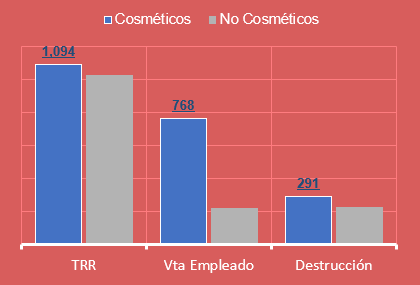 Cosméticos No Cosméticos
1,094
768
291
TRR Vta Empleado Destrucción